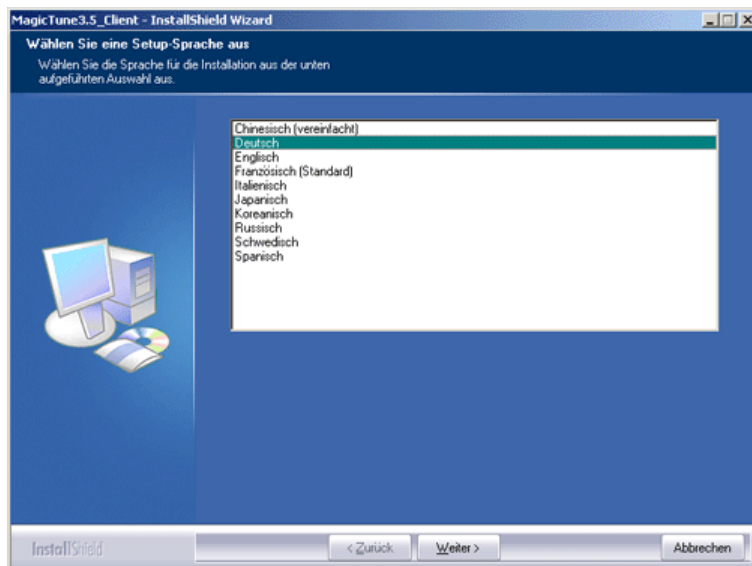 MagicTune3.5_Client - InstallShield Wizard
Wählen Sie eine Setup-Sprache aus
Wählen Sie die Sprache für die Installation aus der unten
aufgeführten Auswahl aus.
Chinesisch (vereinfacht)
Deutsch
Englisch
Französisch (Standard)
Italienisch
Japanisch
Koreanisch
Russisch
Schwedisch
Spanisch
InstallShield
< Zurück
Weiter >
Abbrechen